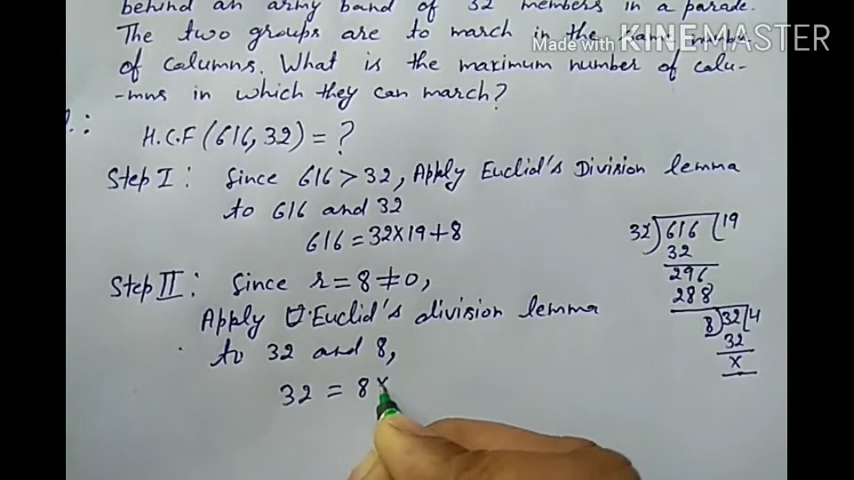 behind an army band of 32 members in a parade.
The two groups are to march in the same numbe
Made with KINEMASTER
of columns. What is the maximum number of colu-
-mns in which they can march?
H.C.F (616, 32) = ?
Step I : Since 616 > 32, Apply Euclid's Division lemma
to 616 and 32
616 = 32×19+8
32) 616 (19
32
296
288
8) 32 (4
32
x
Step II : Since r = 8 ≠ 0,
Apply Euclid's division lemma
to 32 and 8,
32 = 8×